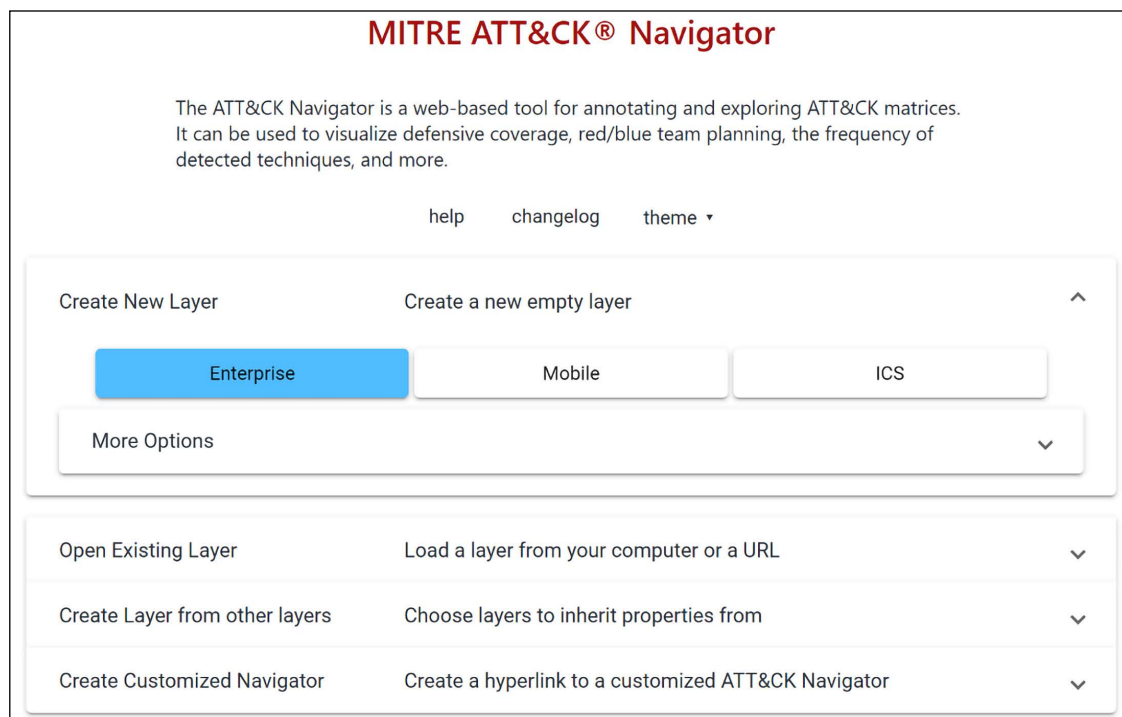 MITRE ATT&CK® Navigator
The ATT&CK Navigator is a web-based tool for annotating and exploring ATT&CK matrices.
It can be used to visualize defensive coverage, red/blue team planning, the frequency of
detected techniques, and more.
help changelog theme ▾
Create New Layer Create a new empty layer
Enterprise Mobile ICS
More Options
Open Existing Layer Load a layer from your computer or a URL
Create Layer from other layers Choose layers to inherit properties from
Create Customized Navigator Create a hyperlink to a customized ATT&CK Navigator